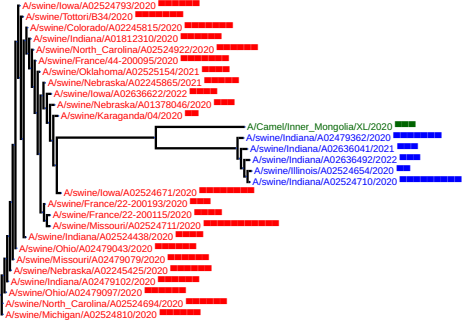 A/swine/Iowa/A02524793/2020
A/swine/Tottori/B34/2020
A/swine/Colorado/A02245815/2020
A/swine/Indiana/A01812310/2020
A/swine/North_Carolina/A02524922/2020
A/swine/France/44-200095/2020
A/swine/Oklahoma/A02525154/2021
A/swine/Nebraska/A02245865/2021
A/swine/Iowa/A02636622/2022
A/swine/Nebraska/A01378046/2020
A/swine/Karaganda/04/2020
A/Camel/Inner_Mongolia/XL/2020
A/swine/Indiana/A02479362/2020
A/swine/Indiana/A02636041/2021
A/swine/Indiana/A02636492/2022
A/swine/Illinois/A02524654/2020
A/swine/Indiana/A02524710/2020
A/swine/Iowa/A02524671/2020
A/swine/France/22-200193/2020
A/swine/France/22-200115/2020
A/swine/Missouri/A02524711/2020
A/swine/Indiana/A02524438/2020
A/swine/Ohio/A02479043/2020
A/swine/Missouri/A02479079/2020
A/swine/Nebraska/A02245425/2020
A/swine/Indiana/A02479102/2020
A/swine/Ohio/A02479097/2020
A/swine/North_Carolina/A02524694/2020
A/swine/Michigan/A02524810/2020